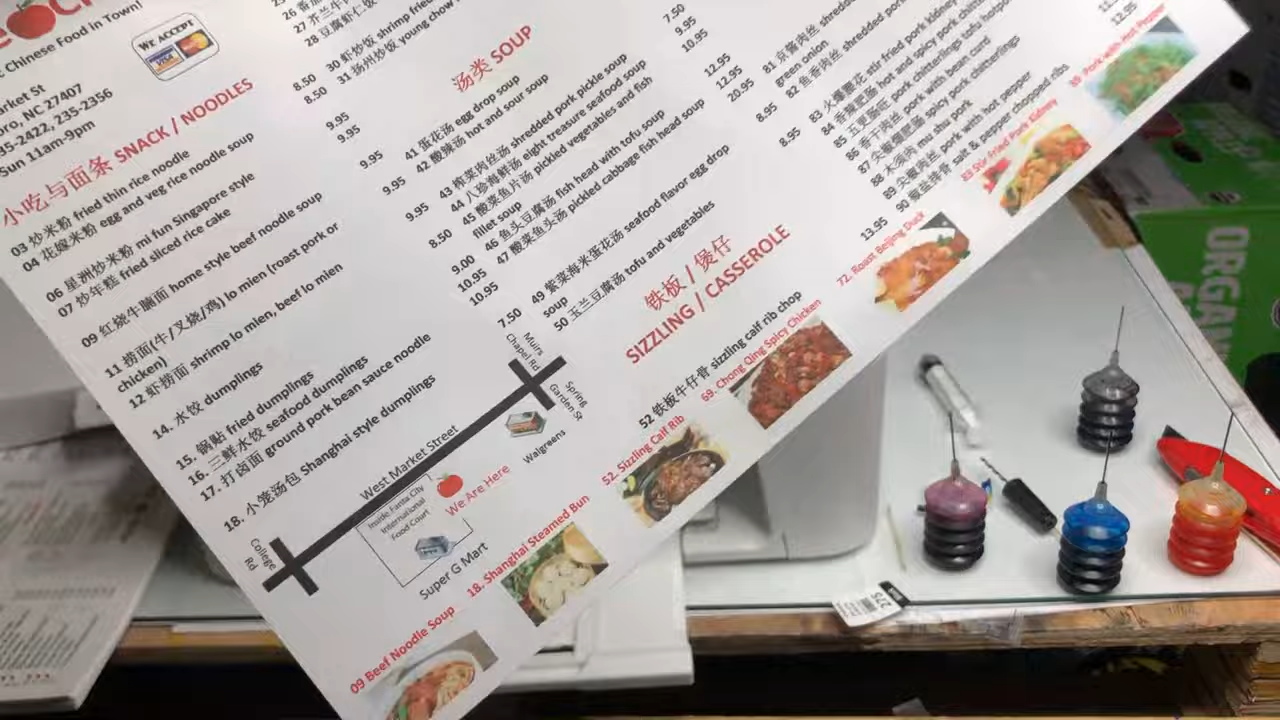 Chinese Food in Town!
WE ACCEPT
VISA
Market St
NC 27407
235-2356
Sun 11am-9pm
小吃与面条 SNACK / NOODLES
03 炒米粉 fried thin rice noodle
04 花嫂米粉 egg and veg rice noodle soup
06 星洲炒米粉 mi fun Singapore style
07 炒年糕 fried sliced rice cake
09 红烧牛腩面 home style beef noodle soup
11 捞面(牛/叉烧/鸡) lo mien (roast pork or
chicken)
12 虾捞面 shrimp lo mien, beef lo mien
14. 水饺 dumplings
15. 锅贴 fried dumplings
16. 三鲜水饺 seafood dumplings
17. 打卤面 ground pork bean sauce noodle
18. 小笼汤包 Shanghai style dumplings
8.50
8.50
9.95
9.95
9.95
9.95
9.95
8.50
9.00
10.95
10.95
7.50
28 豆腐虾仁饭
30 虾炒饭 shrimp fried
31 扬州炒饭 young chow
汤类 SOUP
41 蛋花汤 egg drop soup
42 酸辣汤 hot and sour soup
43 榨菜肉丝汤 shredded pork pickle soup
44 八珍海鲜汤 eight treasure seafood soup
45 酸菜鱼片汤 pickled vegetables and fish
fillet soup
46 鱼头豆腐汤 fish head with tofu soup
47 酸菜鱼头汤 pickled cabbage fish head soup
49 紫菜海米蛋花汤 seafood flavor egg drop
soup
50 玉兰豆腐汤 tofu and vegetables
7.50
9.95
10.95
12.95
12.95
20.95
8.95
8.95
铁板 / 煲仔
SIZZLING / CASSEROLE
52 铁板牛仔骨 sizzling calf rib chop
13.95
81 京酱肉丝
green onion
82 鱼香肉丝 shredded pork
83 火爆腰花 stir fried pork kidney
84 香辣肥肠 hot and spicy pork
85 五更肥旺 pork chitterlings tofu
86 香干肉丝 pork with bean curd
87 尖椒肥肠 spicy pork chitterlings
88 木须肉 mu shu pork
89 尖椒肉丝 pork with hot pepper
90 椒盐排骨 salt & pepper chopped ribs
12.95
College
Rd
West Market Street
Muirs
Chapel Rd
Spring
Garden St
Walgreens
Inside Fanta City
International
Food Court
We Are Here
Super G Mart
09 Beef Noodle Soup
18. Shanghai Steamed Bun
52. Sizzling Calf Rib
69. Chong Qing Spicy Chicken
72. Roast Beijing Duck
83 Stir Fried Pork Kidney
89. Pork with Hot Pepper